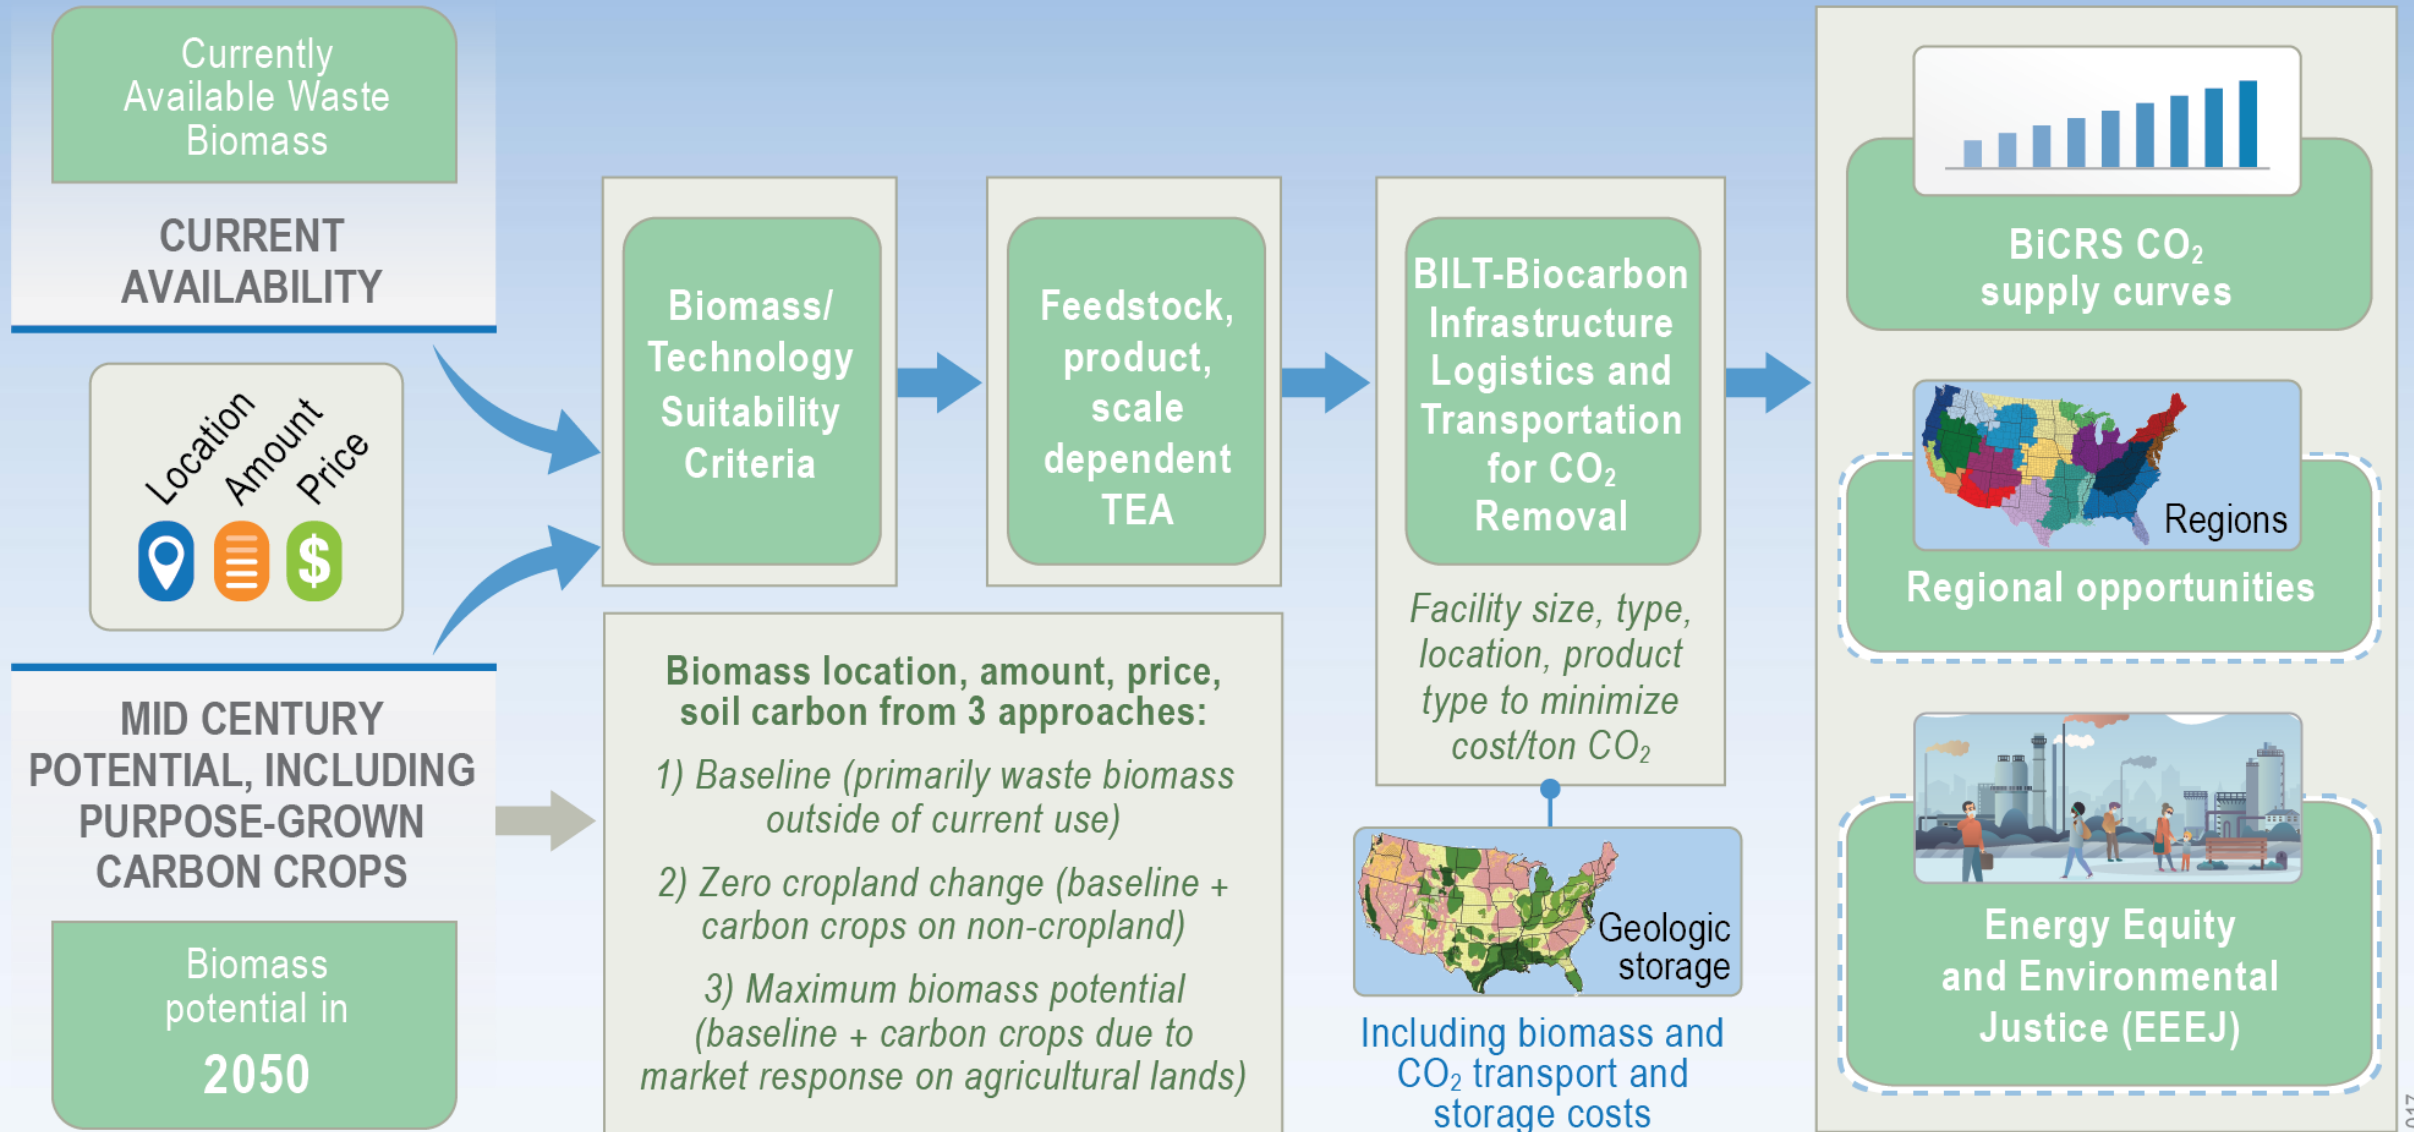 Currently
Available Waste
Biomass
CURRENT
AVAILABILITY
Location
Amount
Price
$
MID CENTURY
POTENTIAL, INCLUDING
PURPOSE-GROWN
CARBON CROPS
Biomass
potential in
2050
Biomass/
Technology
Suitability
Criteria
Feedstock,
product,
scale
dependent
TEA
Biomass location, amount, price,
soil carbon from 3 approaches:
1) Baseline (primarily waste biomass
outside of current use)
2) Zero cropland change (baseline +
carbon crops on non-cropland)
3) Maximum biomass potential
(baseline + carbon crops due to
market response on agricultural lands)
BILT-Biocarbon
Infrastructure
Logistics and
Transportation
for CO₂
Removal
Facility size, type,
location, product
type to minimize
cost/ton CO₂
Geologic
storage
Including biomass and
CO₂ transport and
storage costs
BiCRS CO₂
supply curves
Regions
Regional opportunities
Energy Equity
and Environmental
Justice (EEEJ)